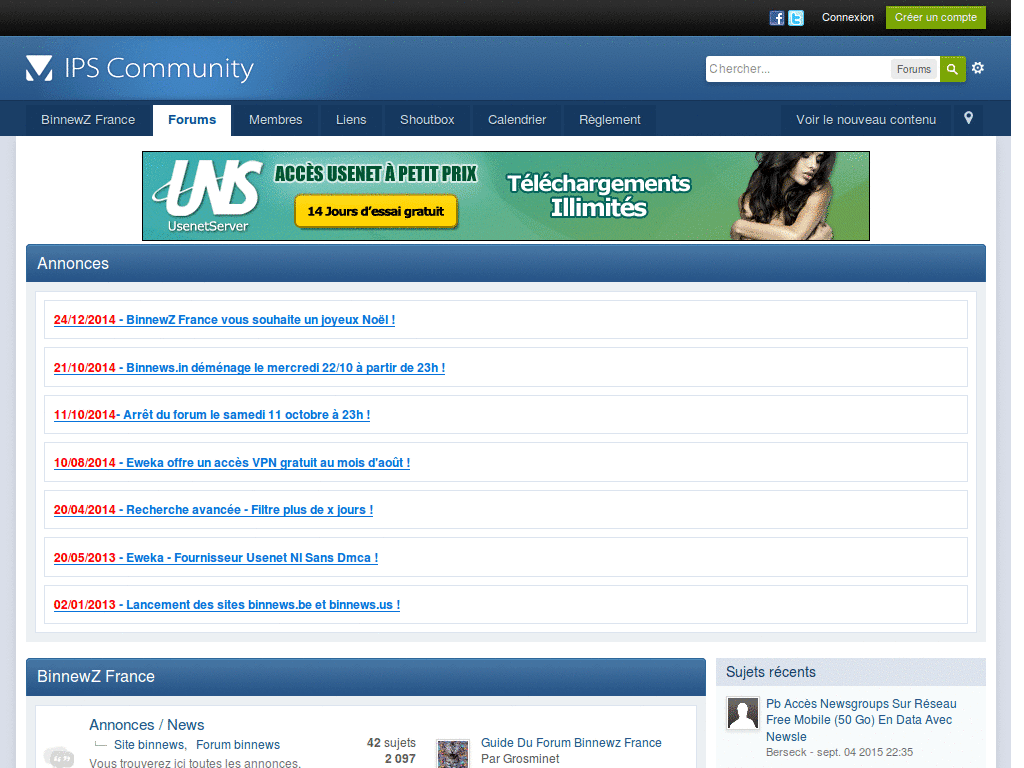 Connexion
Créer un compte
IPS Community
Chercher...
Forums
BinnewZ France
Forums
Membres
Liens
Shoutbox
Calendrier
Règlement
Voir le nouveau contenu
UNS
UsenetServer
ACCÈS USENET À PETIT PRIX
14 Jours d'essai gratuit
Téléchargements
Illimités
Annonces
24/12/2014 - BinnewZ France vous souhaite un joyeux Noël !
21/10/2014 - Binnews.in déménage le mercredi 22/10 à partir de 23h !
11/10/2014- Arrêt du forum le samedi 11 octobre à 23h !
10/08/2014 - Eweka offre un accès VPN gratuit au mois d'août !
20/04/2014 - Recherche avancée - Filtre plus de x jours !
20/05/2013 - Eweka - Fournisseur Usenet Nl Sans Dmca !
02/01/2013 - Lancement des sites binnews.be et binnews.us !
BinnewZ France
Annonces / News
Site binnews, Forum binnews
Vous trouverez ici toutes les annonces,
42 sujets
2 097
Guide Du Forum Binnewz France
Par Grosminet
Sujets récents
Pb Accès Newsgroups Sur Réseau
Free Mobile (50 Go) En Data Avec
Newsle
Berseck - sept. 04 2015 22:35